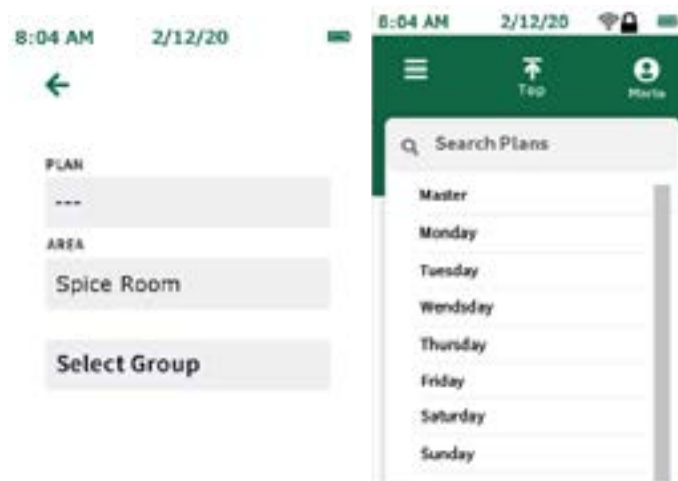 8:04 AM 2/12/20
PLAN
---
AREA
Spice Room
Select Group
8:04 AM 2/12/20
Top
Maria
Search Plans
Master
Monday
Tuesday
Wendsday
Thursday
Friday
Saturday
Sunday